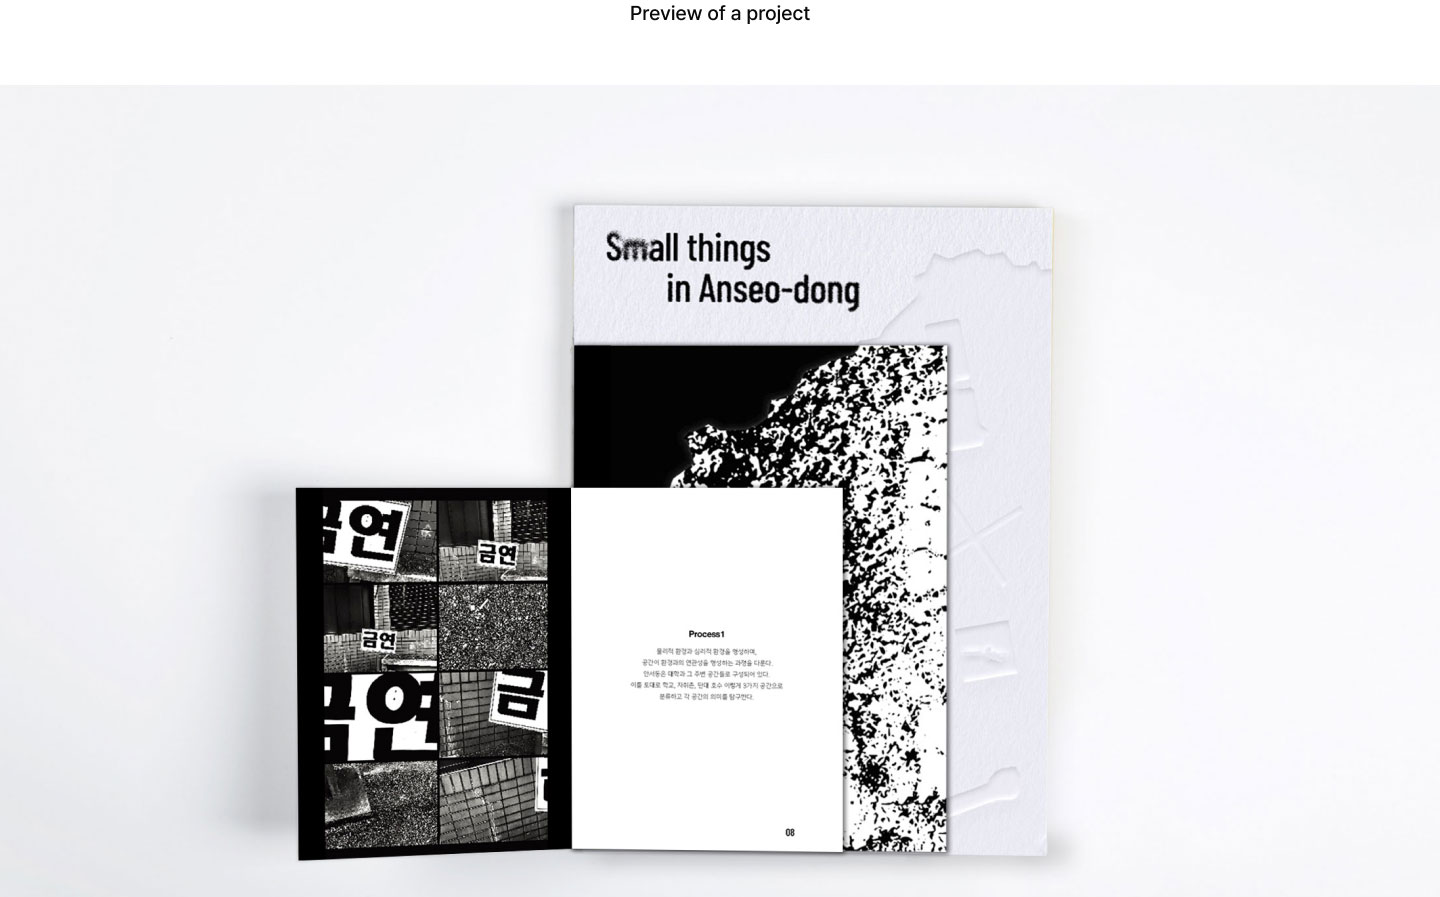 Preview of a project
Small things
in Anseo-dong
금연
금연
금연
금연
금
Process1
물리적 환경과 심리적 환경을 형성하며,
공간이 환경과의 연관성을 형성하는 과정을 다룬다.
안서동은 대학과 그 주변 공간들로 구성되어 있다.
이를 토대로 학교, 자취촌, 단대 호수 이렇게 3가지 공간으로
분류하고 각 공간의 의미를 탐구한다.
08